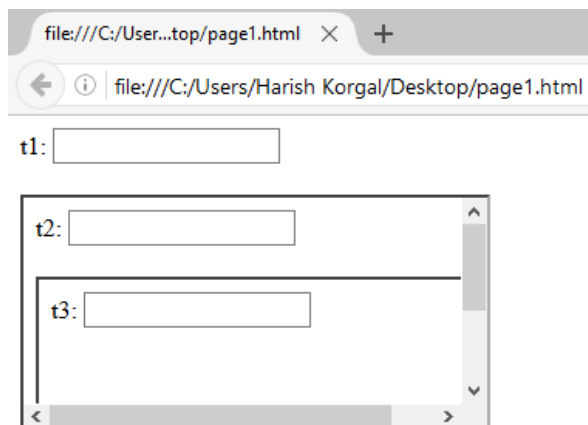 file:///C:/User...top/page1.html
file:///C:/Users/Harish Korgal/Desktop/page1.html
t1:
t2:
t3: